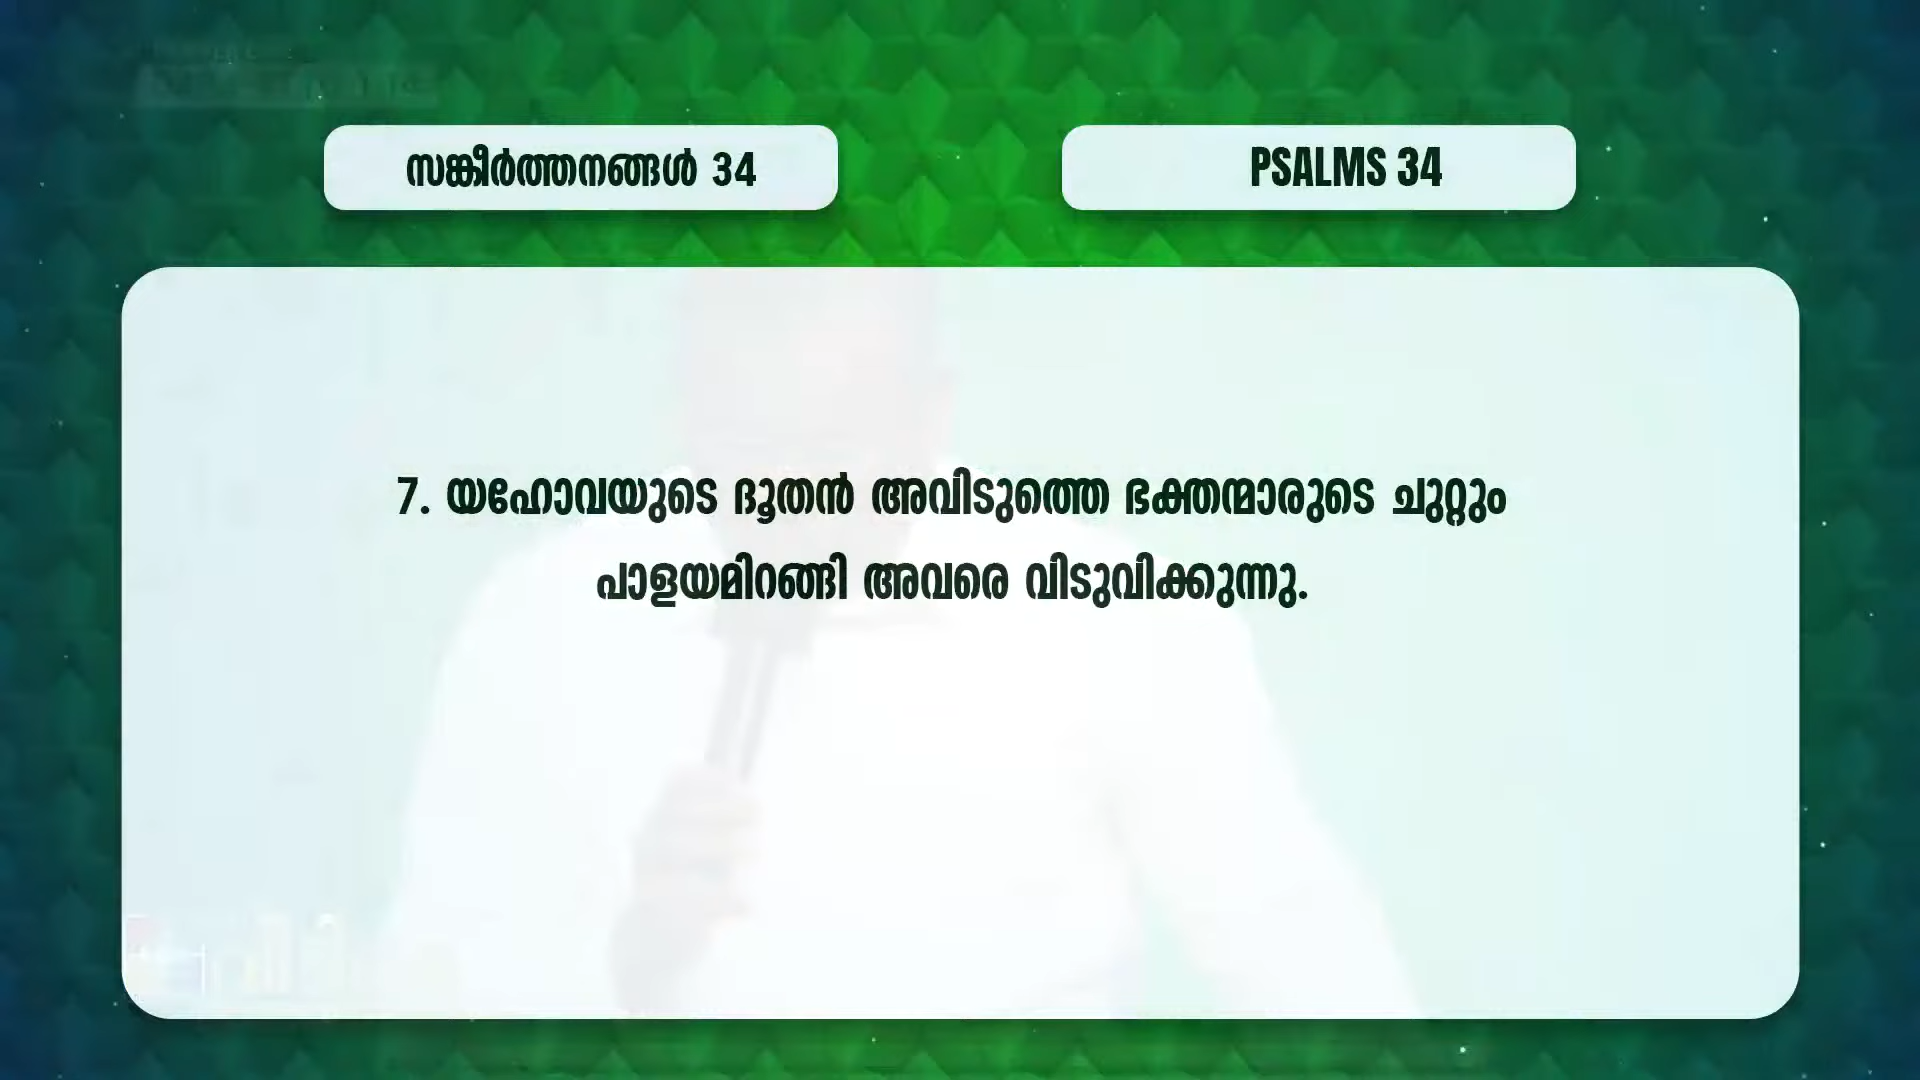 സങ്കീർത്തനങ്ങൾ 34
PSALMS 34
7. യഹോവയുടെ ദൂതൻ അവിടുത്തെ ഭക്തന്മാരുടെ ചുറ്റും
പാളയമിറങ്ങി അവരെ വിടുവിക്കുന്നു.